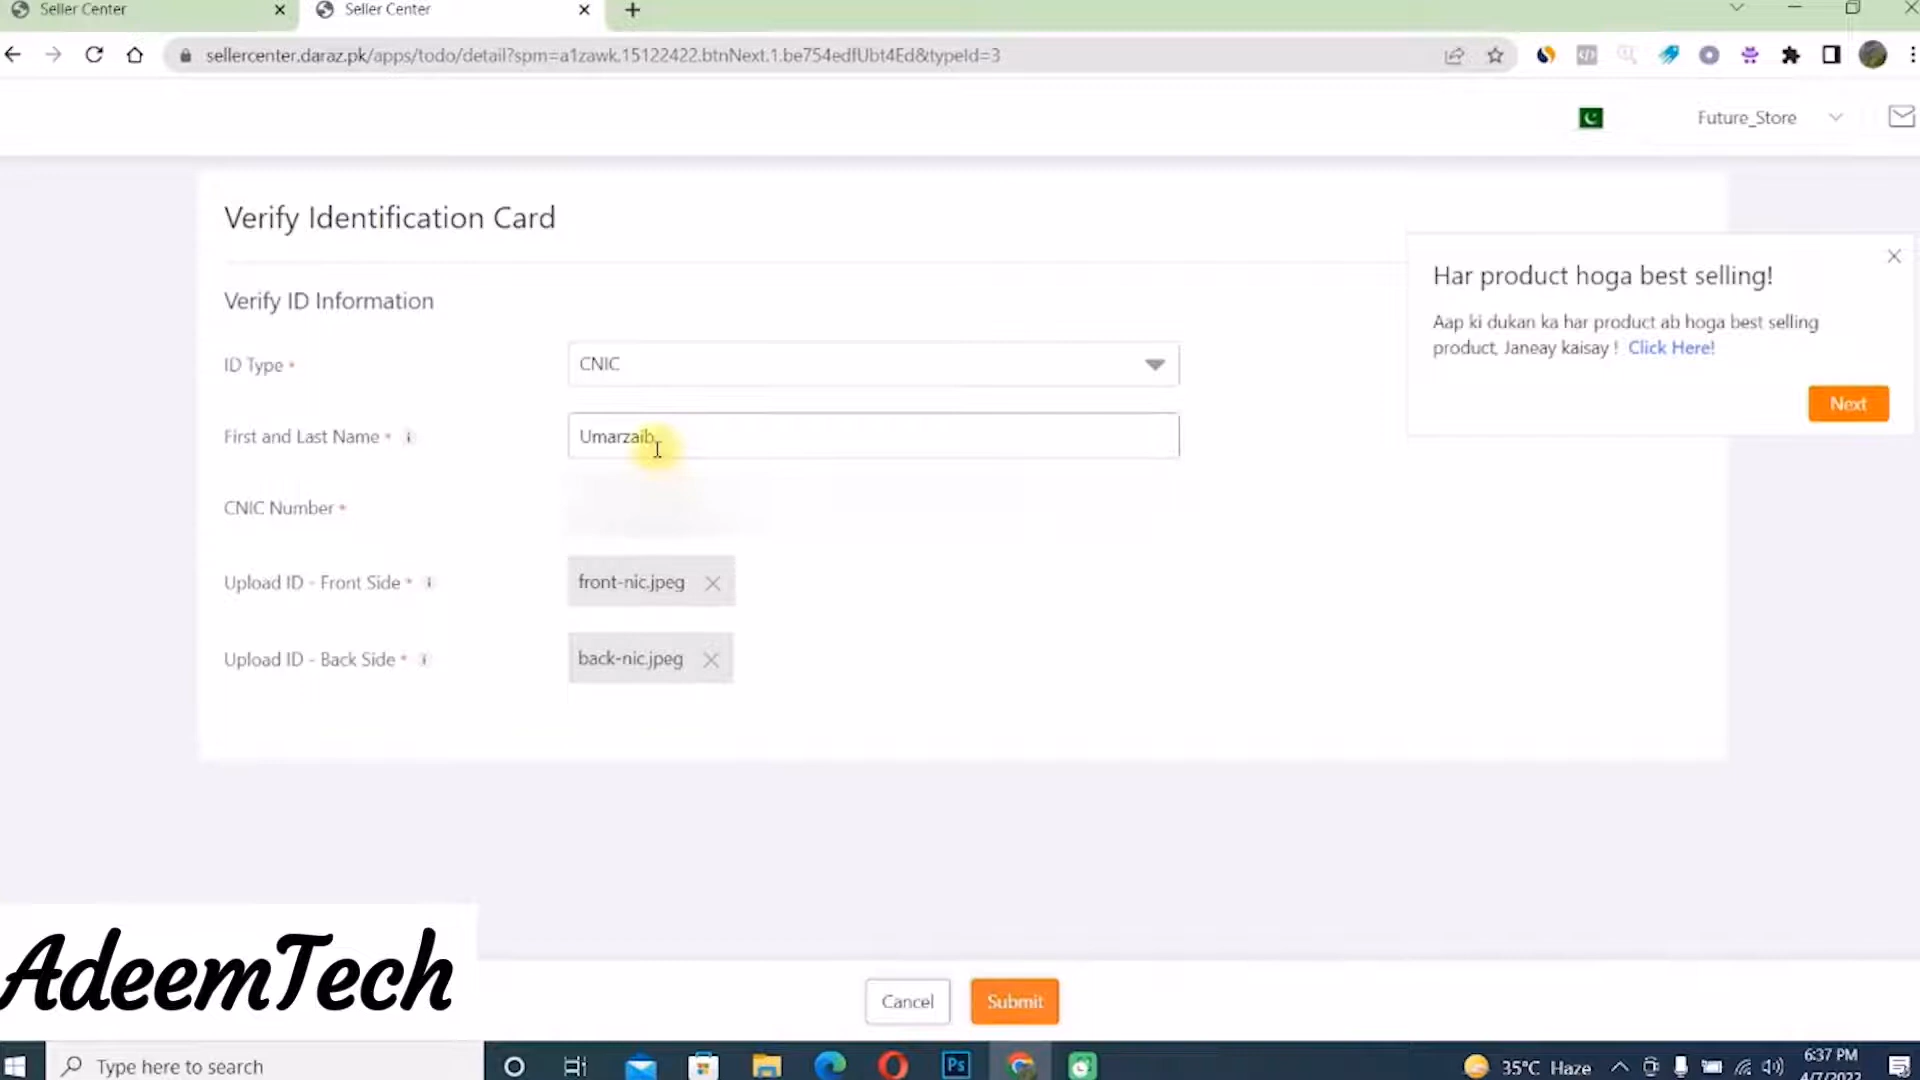 Seller Center
Seller Center
sellercenter.daraz.pk/apps/todo/detail?spm=a1zawk.15122422.btnNext.1.be754edfUbt4Ed&typeId=3
Future_Store
Verify Identification Card
Har product hoga best selling!
Aap ki dukan ka har product ab hoga best selling
product, Janeay kaisay ! Click Here!
Next
Verify ID Information
ID Type *
CNIC
First and Last Name *
Umarzaib
CNIC Number *
Upload ID - Front Side *
front-nic.jpeg
Upload ID - Back Side *
back-nic.jpeg
AdeemTech
Cancel
Submit
Type here to search
Ps
35°C Haze
6:37 PM
4/7/2022